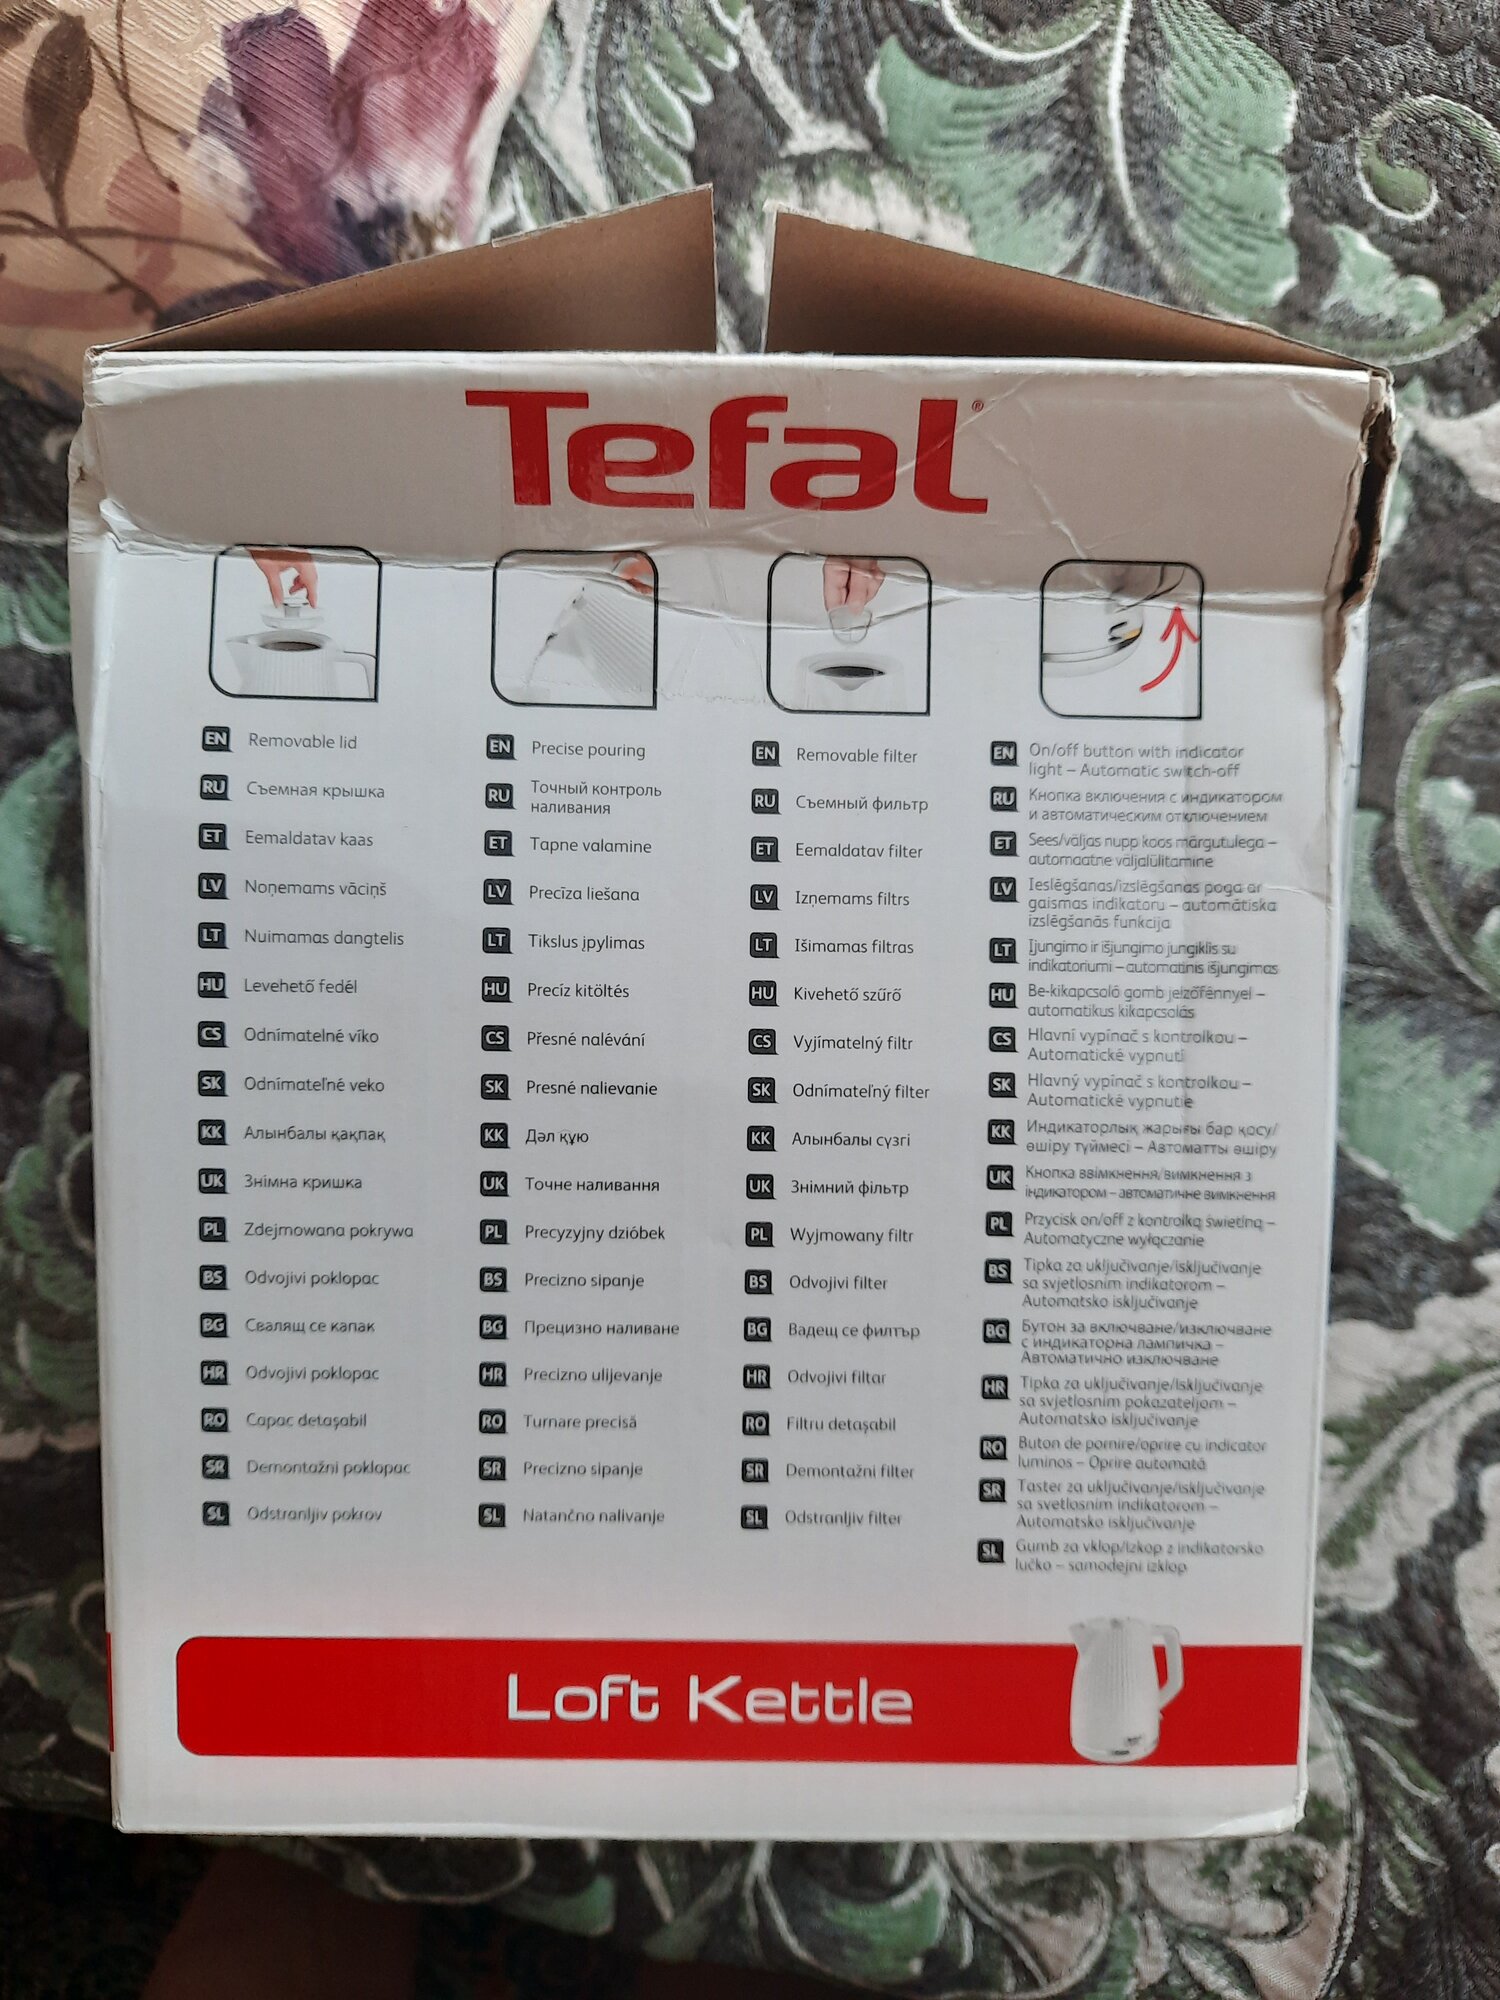 Tefal®
EN Removable lid
RU Съемная крышка
ET Eemaldatav kaas
LV Noņemams vāciņš
LT Nuimamas dangtelis
HU Levehető fedél
CS Odnímatelné víko
SK Odnímateľné veko
KK Алынбалы қақпақ
UK Знімна кришка
PL Zdejmowana pokrywa
BS Odvojivi poklopac
BG Свалящ се капак
HR Odvojivi poklopac
RO Capac detaşabil
SR Demontažni poklopac
SL Odstranljiv pokrov
EN Precise pouring
RU Точный контроль
наливания
ET Tapne valamine
LV Precīza liešana
LT Tikslus įpylimas
HU Precíz kitöltés
CS Přesné nalévání
SK Presné nalievanie
KK Дәл құю
UK Точне наливання
PL Precyzyjny dzióbek
BS Precizno sipanje
BG Прецизно наливане
HR Precizno ulijevanje
RO Turnare precisă
SR Precizno sipanje
SL Natančno nalivanje
EN Removable filter
RU Съемный фильтр
ET Eemaldatav filter
LV Izņemams filtrs
LT Išimamas filtras
HU Kivehető szűrő
CS Vyjímatelný filtr
SK Odnímateľný filter
KK Алынбалы сүзгі
UK Знімний фільтр
PL Wyjmowany filtr
BS Odvojivi filter
BG Вадещ се филтър
HR Odvojivi filtar
RO Filtru detaşabil
SR Demontažni filter
SL Odstranljiv filter
EN On/off button with indicator
light – Automatic switch-off
RU Кнопка включения с индикатором
и автоматическим отключением
ET Sees/väljas nupp koos märgutulega –
automaatne väljalülitamine
LV Ieslēgšanas/izslēgšanas poga ar
gaismas indikatoru – automātiska
izslēgšanās funkcija
LT Įjungimo ir išjungimo jungiklis su
indikatoriumi – automatinis išjungimas
HU Be-kikapcsoló gomb jelzőfénnyel –
automatikus kikapcsolás
CS Hlavní vypínač s kontrolkou –
Automatické vypnutí
SK Hlavný vypínač s kontrolkou –
Automatické vypnutie
KK Индикаторлық жарығы бар қосу/
өшіру түймесі – Автоматты өшіру
UK Кнопка ввімкнення/вимкнення з
індикатором – автоматичне вимкнення
PL Przycisk on/off z kontrolką świetlną –
Automatyczne wyłączanie
BS Tipka za uključivanje/isključivanje
sa svjetlosnim indikatorom –
Automatsko isključivanje
BG Бутон за включване/изключване
с индикаторна лампичка –
Автоматично изключване
HR Tipka za uključivanje/isključivanje
sa svjetlosnim pokazateljom –
Automatsko isključivanje
RO Buton de pornire/oprire cu indicator
luminos – Oprire automată
SR Taster za uključivanje/isključivanje
sa svetlosnim indikatorom –
Automatsko isključivanje
SL Gumb za vklop/izkop z indikatorsko
lučko – samodejni izklop
Loft Kettle